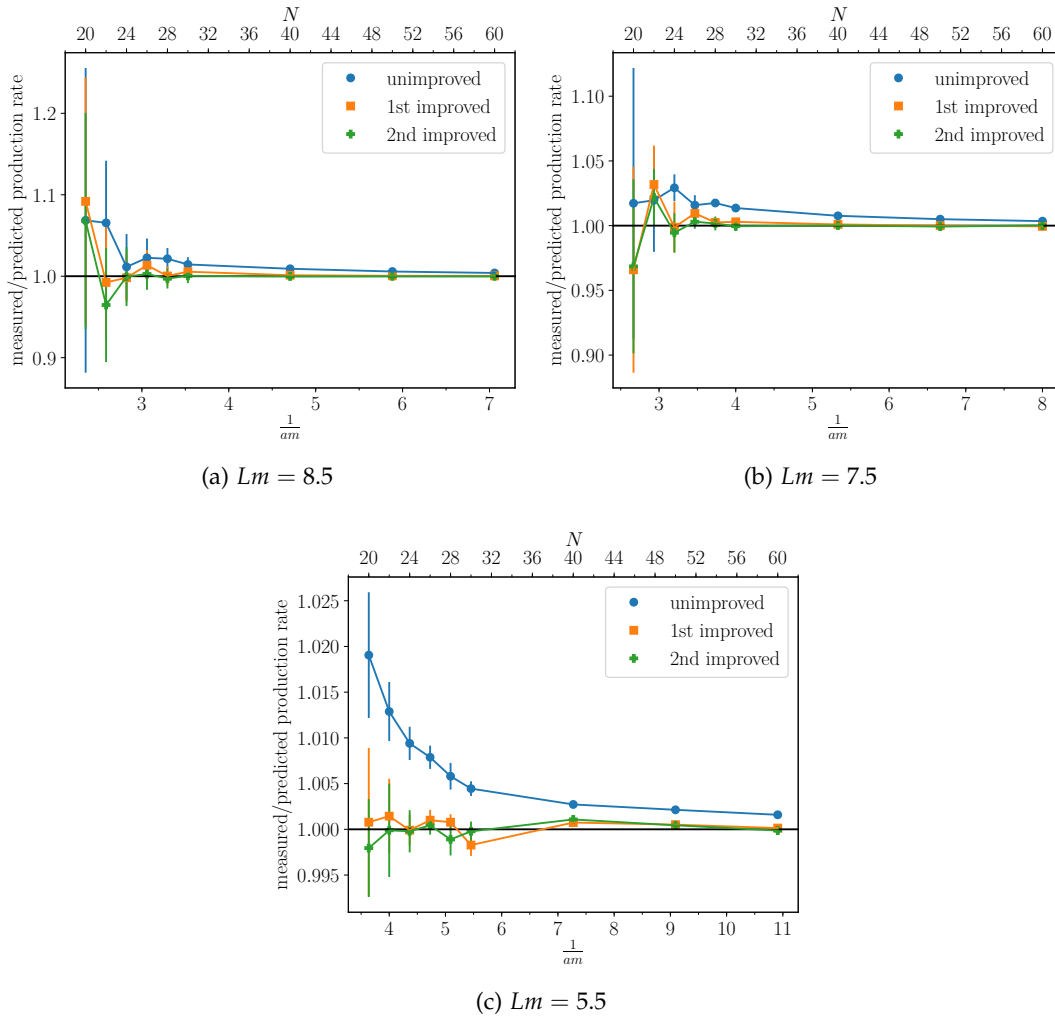 N
20 24 28 32 36 40 44 48 52 56 60
measured/predicted production rate
1.2
1.1
1.0
0.9
unimproved
1st improved
2nd improved
3 4 5 6 7
1/am
(a) Lm = 8.5
N
20 24 28 32 36 40 44 48 52 56 60
measured/predicted production rate
1.10
1.05
1.00
0.95
0.90
unimproved
1st improved
2nd improved
3 4 5 6 7 8
1/am
(b) Lm = 7.5
N
20 24 28 32 36 40 44 48 52 56 60
measured/predicted production rate
1.025
1.020
1.015
1.010
1.005
1.000
0.995
unimproved
1st improved
2nd improved
4 5 6 7 8 9 10 11
1/am
(c) Lm = 5.5